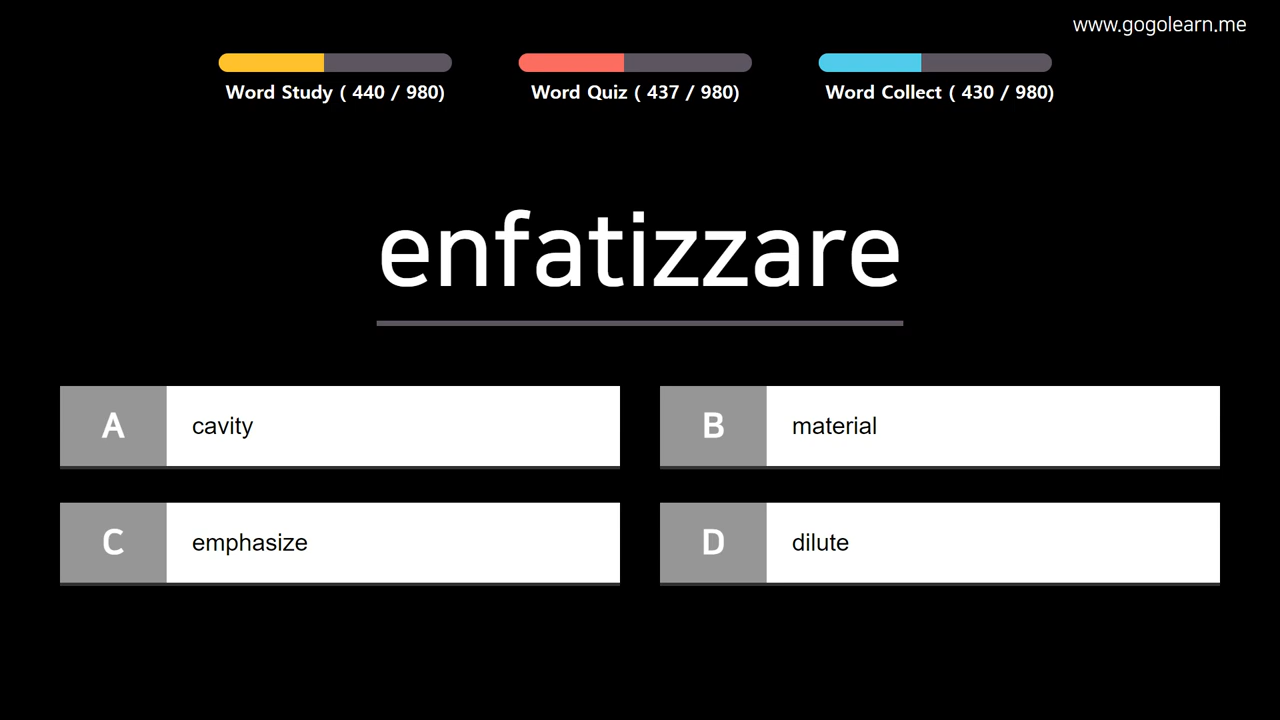 www.gogolearn.me
Word Study ( 440 / 980)
Word Quiz ( 437 / 980)
Word Collect ( 430 / 980)
enfatizzare
A cavity
B material
C emphasize
D dilute